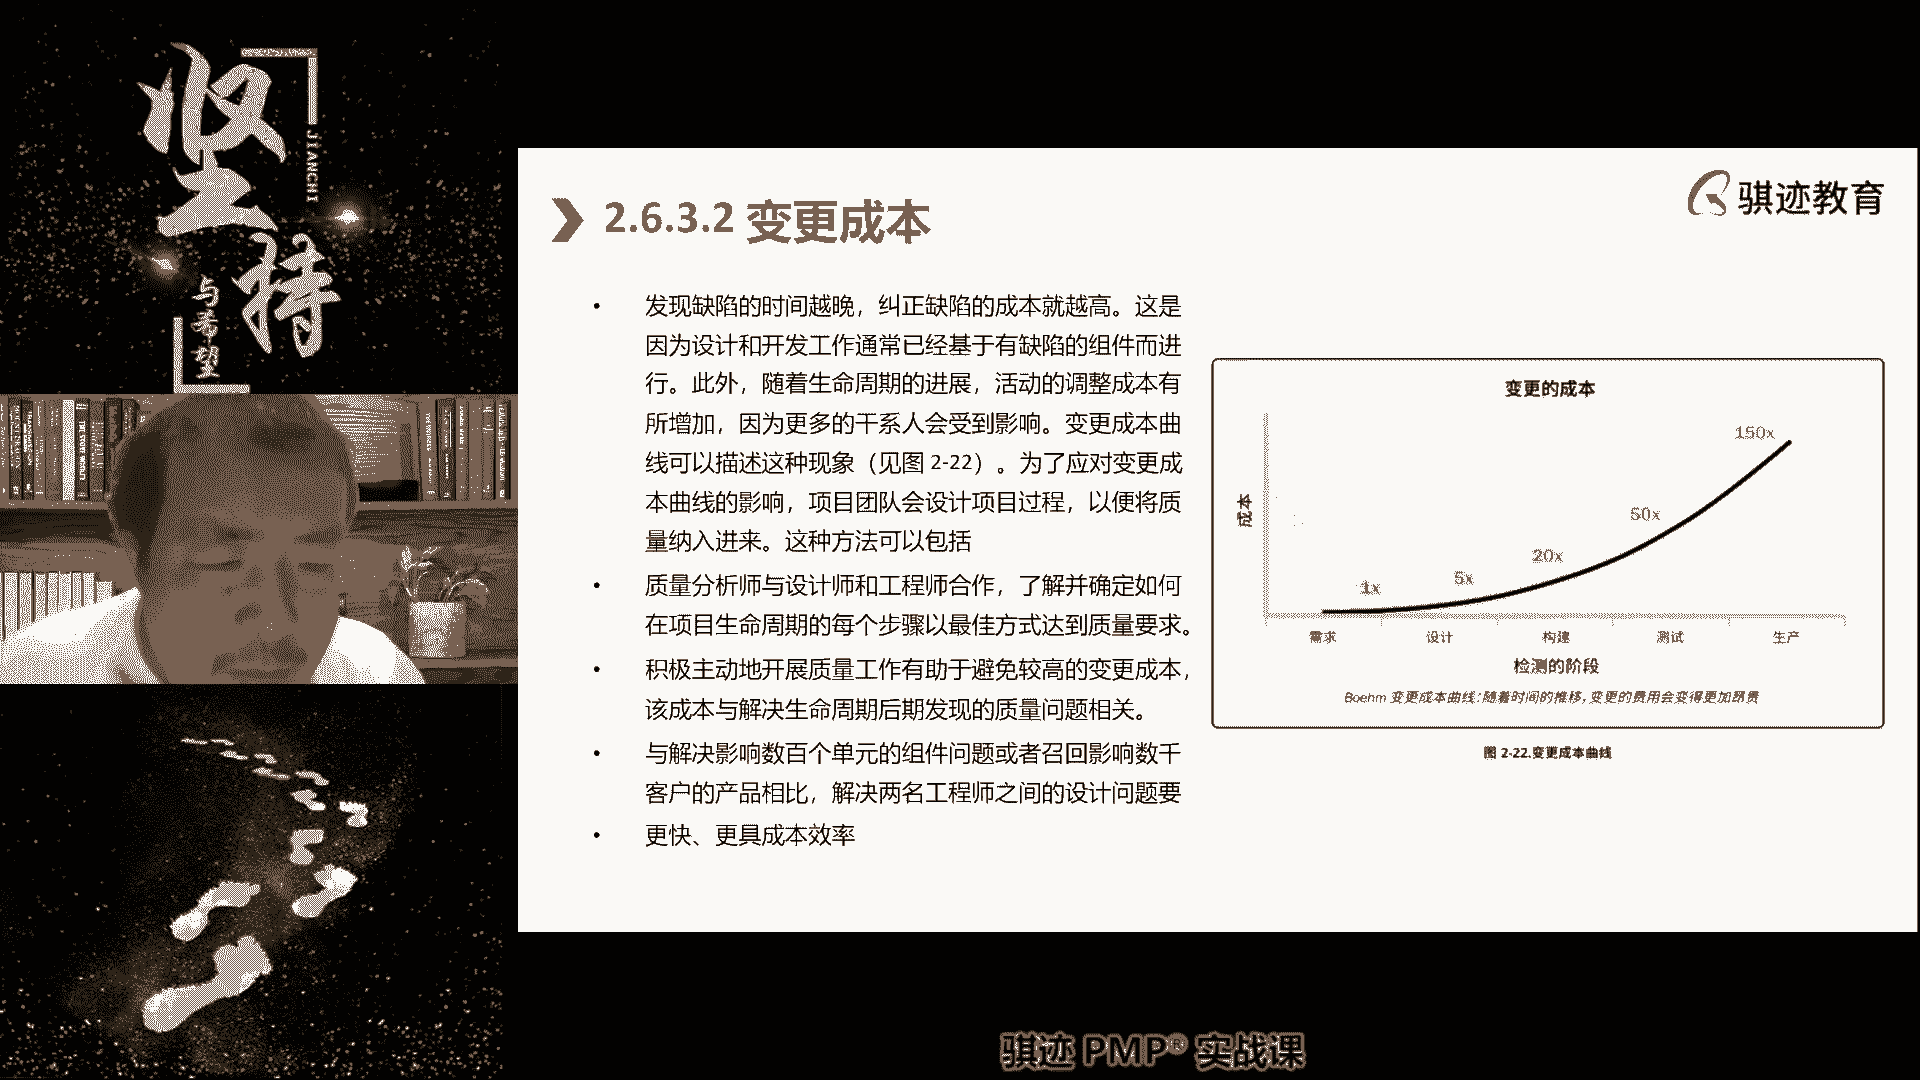 坚持
JIANCHI
与希望
骐迹教育
2.6.3.2 变更成本
• 发现缺陷的时间越晚，纠正缺陷的成本就越高。这是
因为设计和开发工作通常已经基于有缺陷的组件而进
行。此外，随着生命周期的进展，活动的调整成本有
所增加，因为更多的干系人会受到影响。变更成本曲
线可以描述这种现象（见图 2-22）。为了应对变更成
本曲线的影响，项目团队会设计项目过程，以便将质
量纳入进来。这种方法可以包括
• 质量分析师与设计师和工程师合作，了解并确定如何
在项目生命周期的每个步骤以最佳方式达到质量要求。
• 积极主动地开展质量工作有助于避免较高的变更成本，
该成本与解决生命周期后期发现的质量问题相关。
• 与解决影响数百个单元的组件问题或者召回影响数千
客户的产品相比，解决两名工程师之间的设计问题要
• 更快、更具成本效率
变更的成本
成本
1x
5x
20x
50x
150x
需求 设计 构建 测试 生产
检测的阶段
Boehm 变更成本曲线：随着时间的推移，变更的费用会变得更加昂贵
图 2-22.变更成本曲线
骐迹 PMP® 实战课